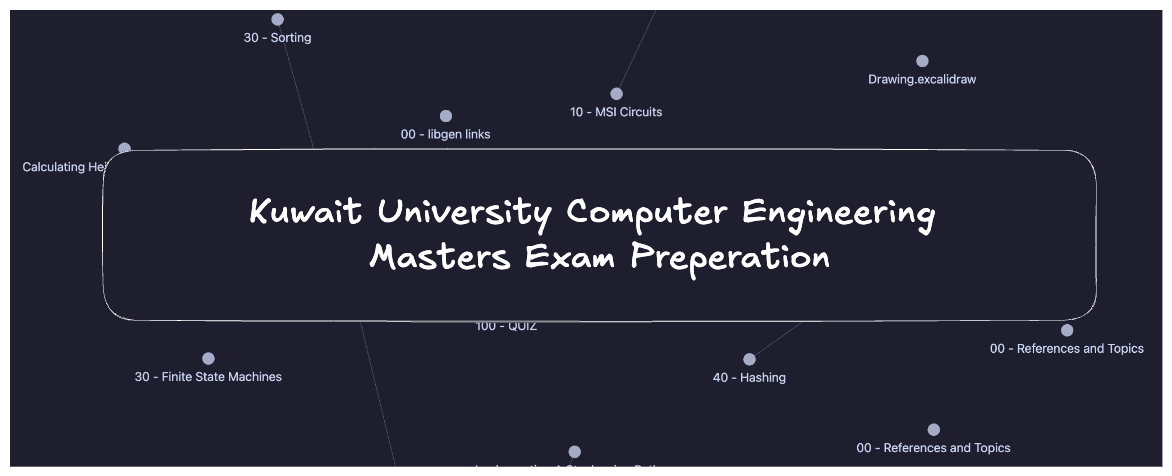 30 - Sorting
Drawing.excalidraw
10 - MSI Circuits
00 - libgen links
Calculating
Kuwait University Computer Engineering
Masters Exam Preperation
100 - QUIZ
00 - References and Topics
30 - Finite State Machines
40 - Hashing
00 - References and Topics